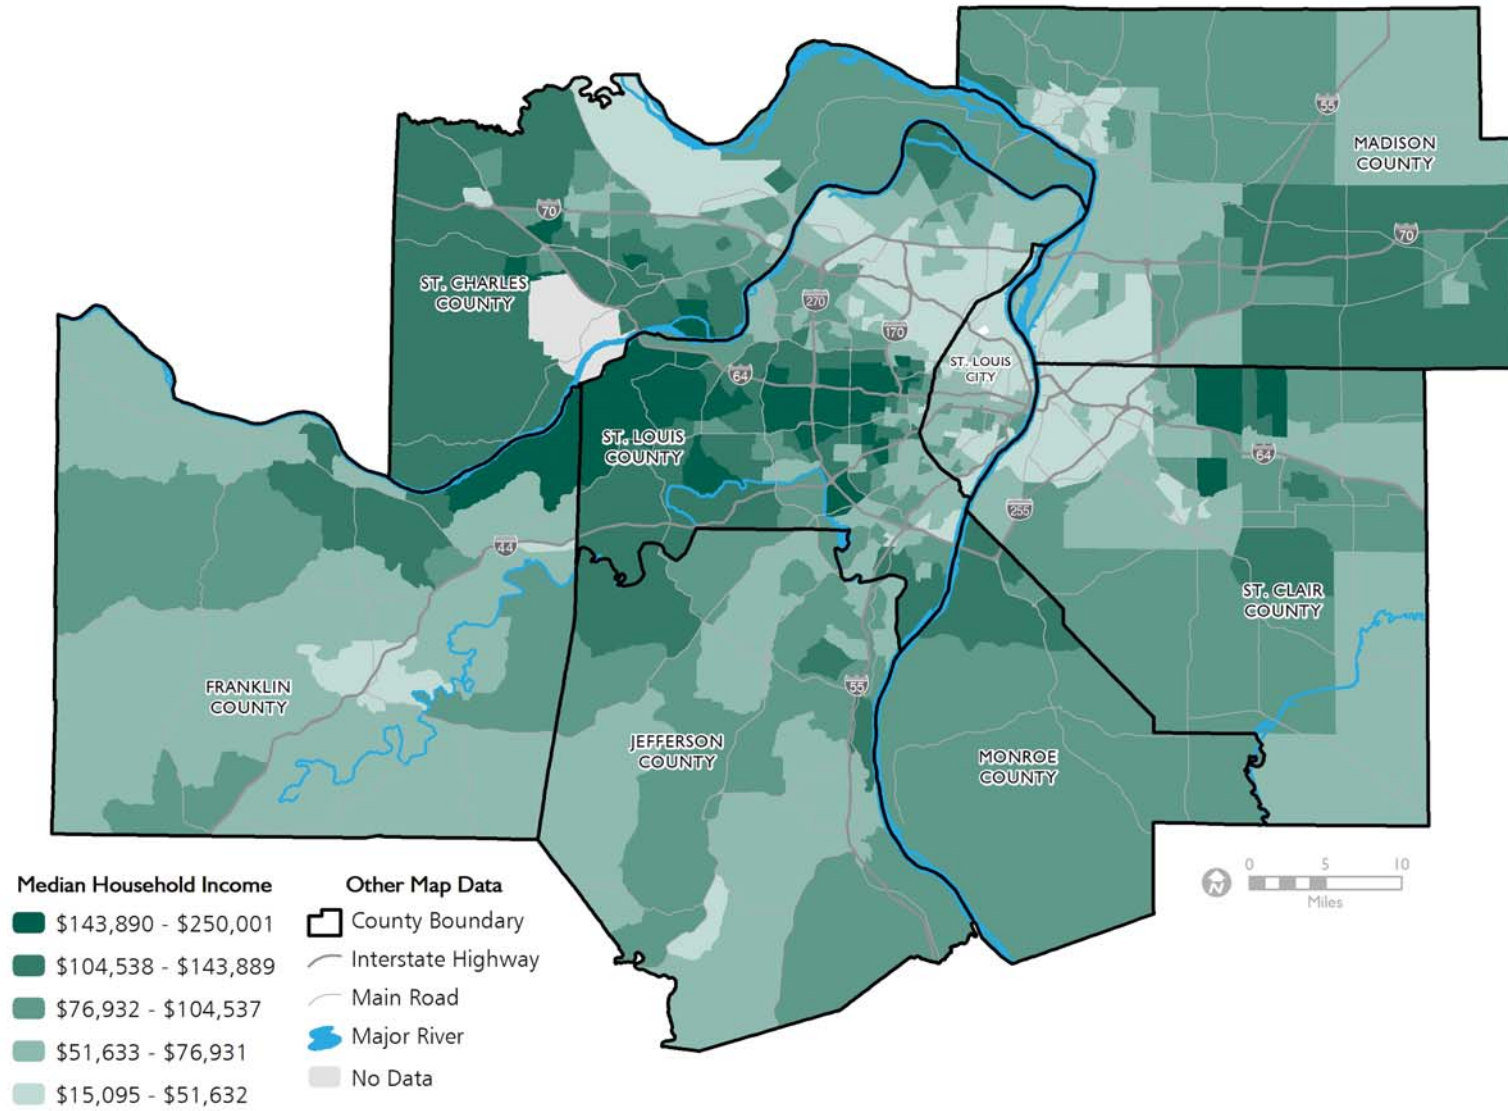 55
MADISON
COUNTY
70
70
ST. CHARLES
COUNTY
270
170
ST. LOUIS
CITY
64
ST. LOUIS
COUNTY
64
255
44
ST. CLAIR
COUNTY
FRANKLIN
COUNTY
55
JEFFERSON
COUNTY
MONROE
COUNTY
N
0 5 10
Miles
Median Household Income
$143,890 - $250,001
$104,538 - $143,889
$76,932 - $104,537
$51,633 - $76,931
$15,095 - $51,632
Other Map Data
County Boundary
Interstate Highway
Main Road
Major River
No Data